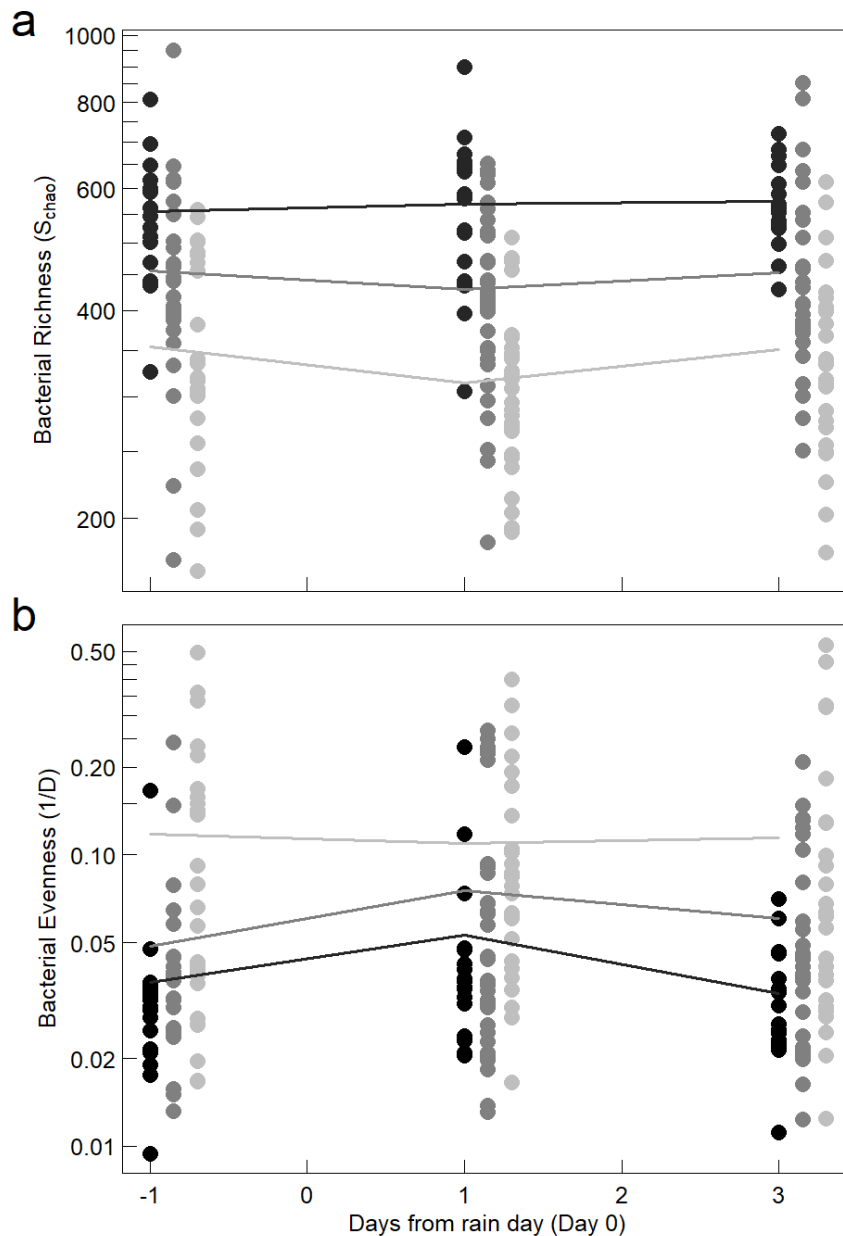 a
1000
800
600
400
200
Bacterial Richness (Schao)
b
0.50
0.20
0.10
0.05
0.02
0.01
Bacterial Evenness (1/D)
-1 0 1 2 3
Days from rain day (Day 0)